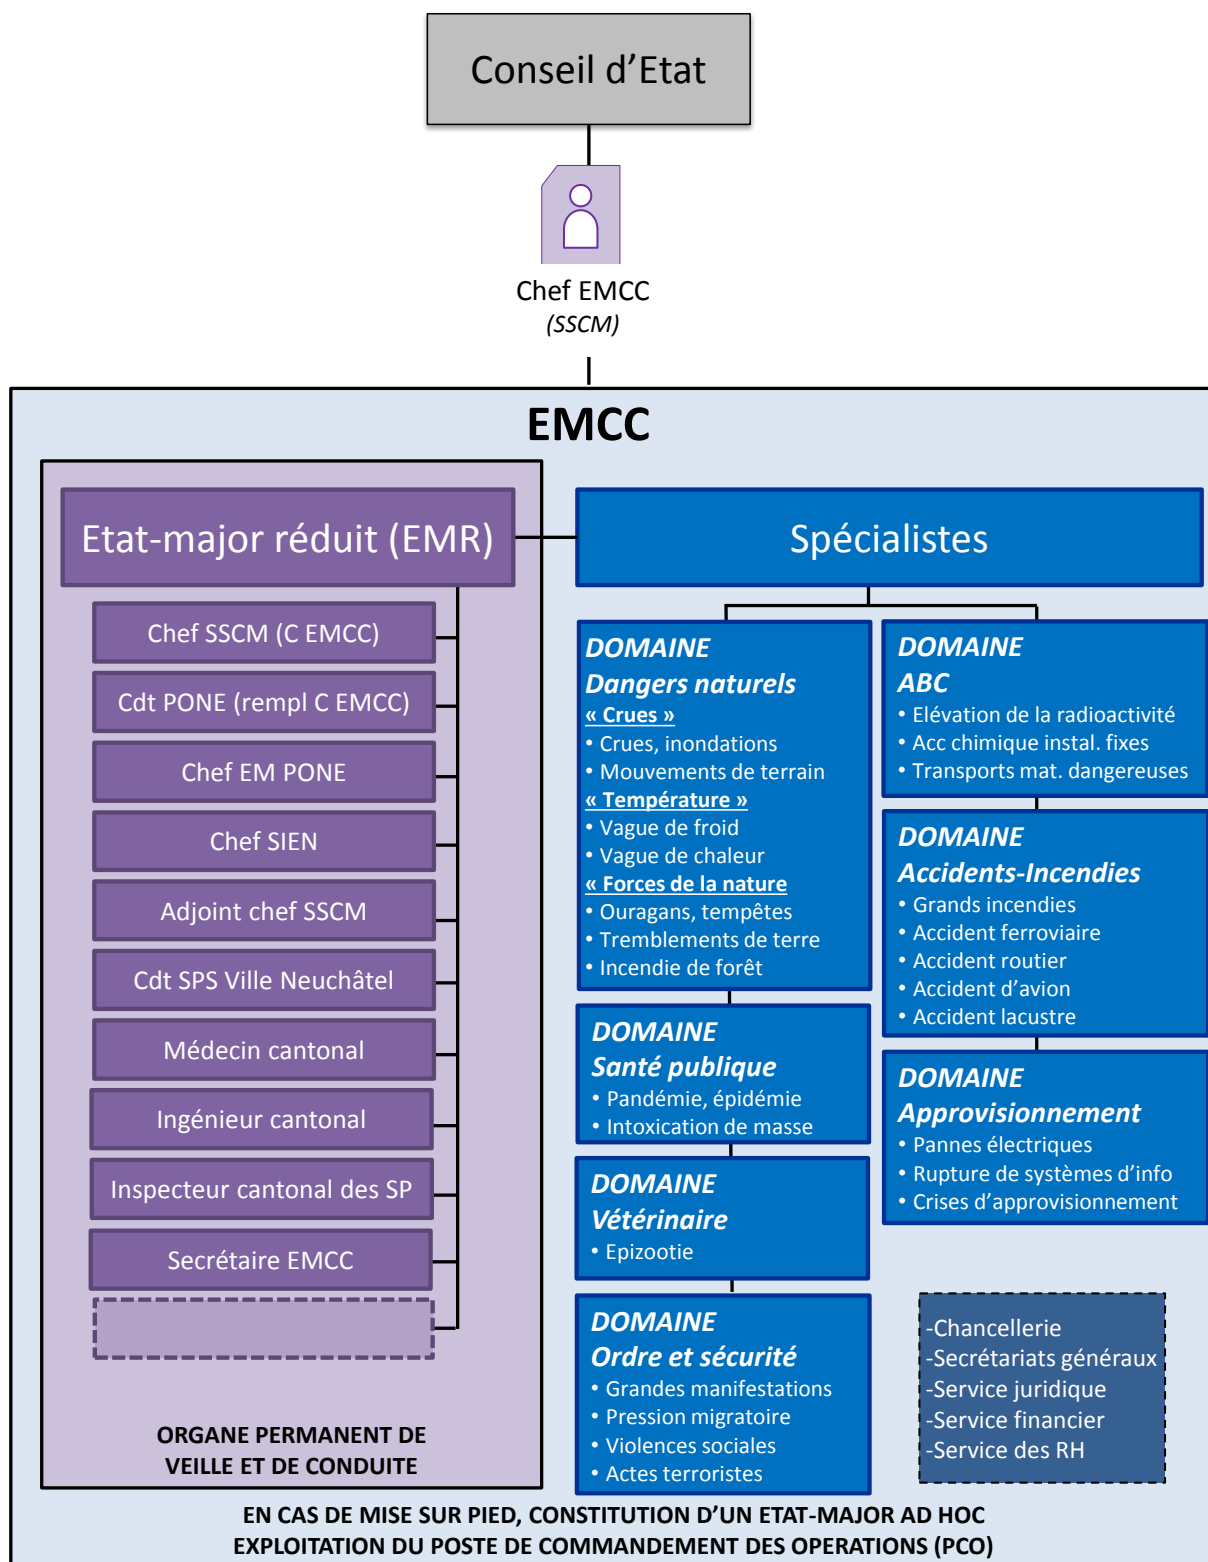 Conseil d'Etat
Chef EMCC
(SSCM)
EMCC
Etat-major réduit (EMR)
Chef SSCM (C EMCC)
Cdt PONE (rempl C EMCC)
Chef EM PONE
Chef SIEN
Adjoint chef SSCM
Cdt SPS Ville Neuchâtel
Médecin cantonal
Ingénieur cantonal
Inspecteur cantonal des SP
Secrétaire EMCC
ORGANE PERMANENT DE
VEILLE ET DE CONDUITE
Spécialistes
DOMAINE
Dangers naturels
« Crues »
• Crues, inondations
• Mouvements de terrain
« Température »
• Vague de froid
• Vague de chaleur
« Forces de la nature
• Ouragans, tempêtes
• Tremblements de terre
• Incendie de forêt
DOMAINE
Santé publique
• Pandémie, épidémie
• Intoxication de masse
DOMAINE
Vétérinaire
• Epizootie
DOMAINE
Ordre et sécurité
• Grandes manifestations
• Pression migratoire
• Violences sociales
• Actes terroristes
DOMAINE
ABC
• Elévation de la radioactivité
• Acc chimique instal. fixes
• Transports mat. dangereuses
DOMAINE
Accidents-Incendies
• Grands incendies
• Accident ferroviaire
• Accident routier
• Accident d'avion
• Accident lacustre
DOMAINE
Approvisionnement
• Pannes électriques
• Rupture de systèmes d'info
• Crises d'approvisionnement
-Chancellerie
-Secrétariats généraux
-Service juridique
-Service financier
-Service des RH
EN CAS DE MISE SUR PIED, CONSTITUTION D'UN ETAT-MAJOR AD HOC
EXPLOITATION DU POSTE DE COMMANDEMENT DES OPERATIONS (PCO)